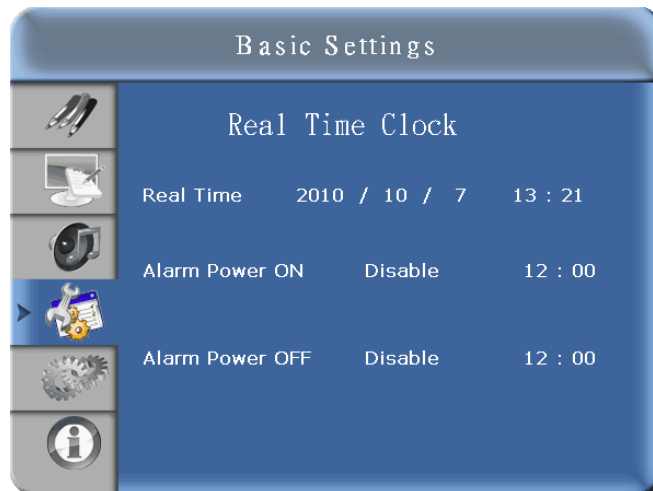 Basic Settings
Real Time Clock
Real Time 2010 / 10 / 7 13 : 21
Alarm Power ON Disable 12 : 00
Alarm Power OFF Disable 12 : 00